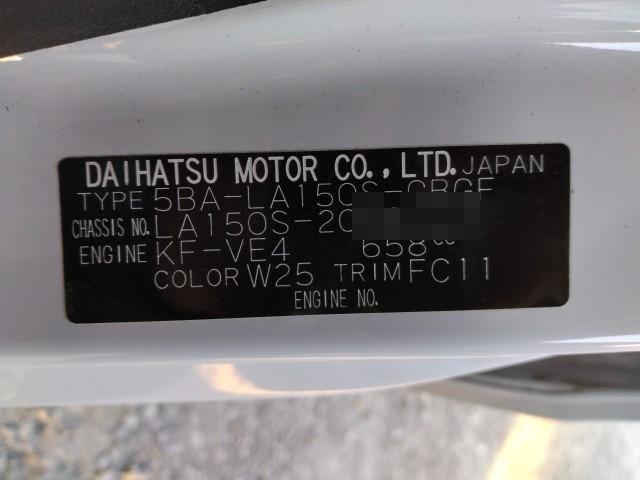 DAIHATSU MOTOR CO., LTD. JAPAN
TYPE 5BA-LA150S-GBGF
CHASSIS NO. LA150S-20
ENGINE KF-VE4 658cc
COLOR W25 TRIM FC11
ENGINE NO.